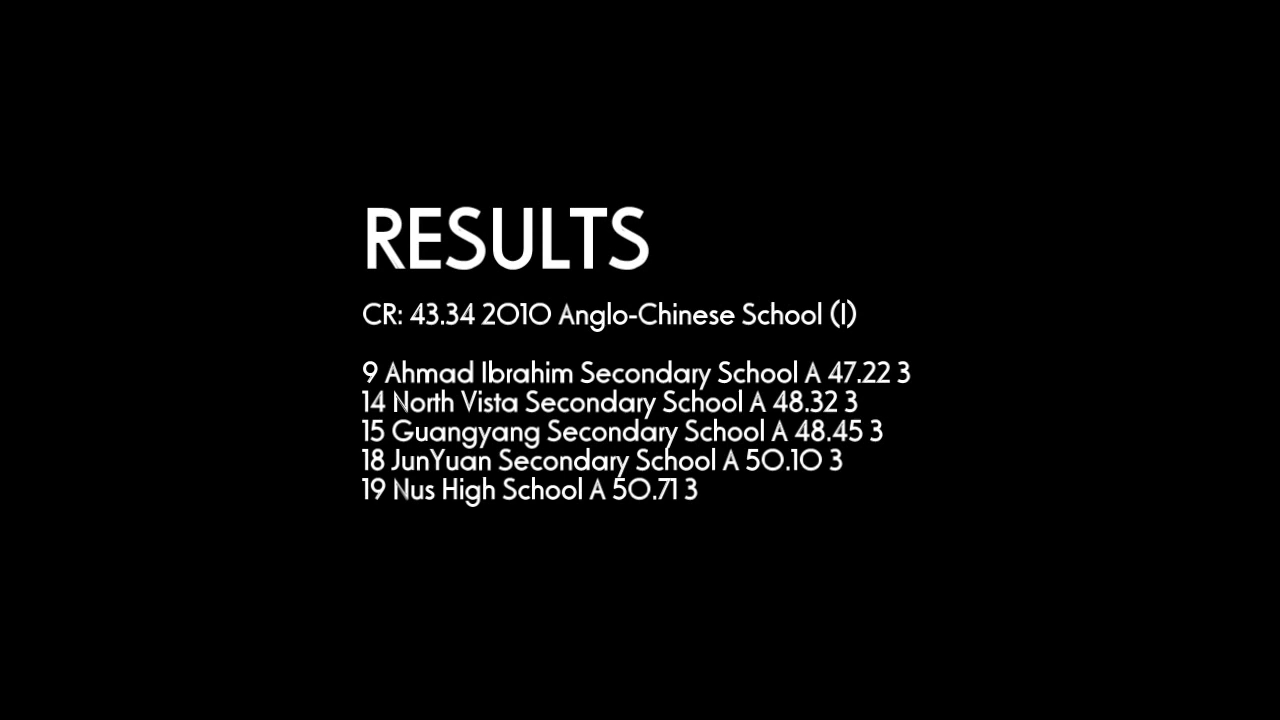 RESULTS
CR: 43.34 2010 Anglo-Chinese School (I)
9 Ahmad Ibrahim Secondary School A 47.22 3
14 North Vista Secondary School A 48.32 3
15 Guangyang Secondary School A 48.45 3
18 JunYuan Secondary School A 50.10 3
19 Nus High School A 50.71 3